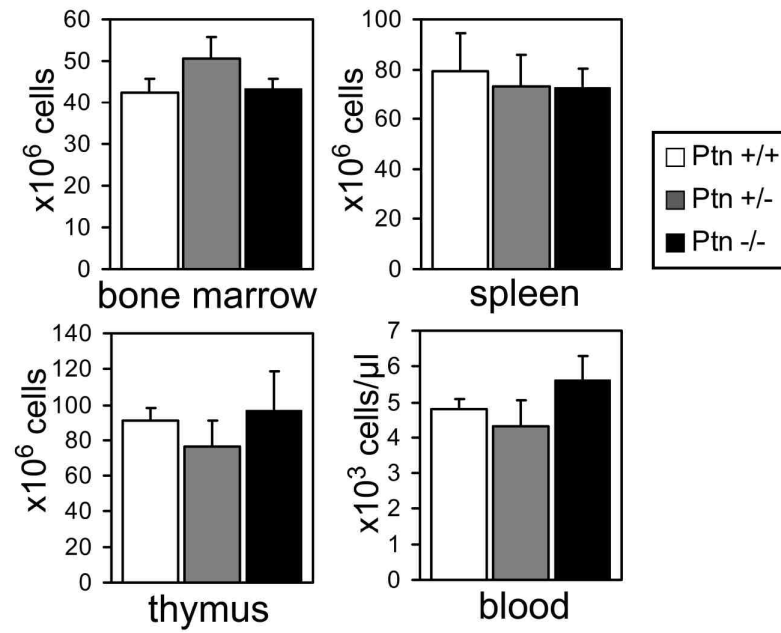 60
50
40
30
20
10
0
x10⁶ cells
bone marrow
100
80
60
40
20
0
x10⁶ cells
spleen
Ptn +/+
Ptn +/-
Ptn -/-
140
120
100
80
60
40
20
0
x10⁶ cells
thymus
7
6
5
4
3
2
1
0
x10³ cells/µl
blood